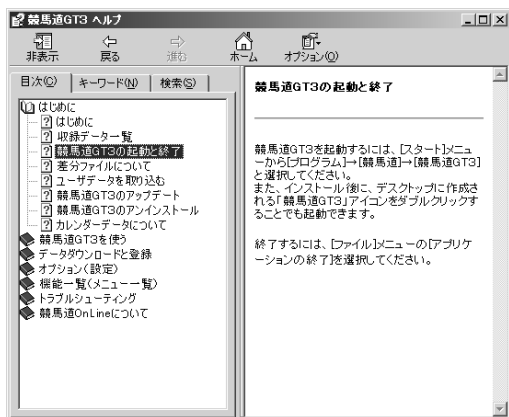 競馬道GT3 ヘルプ
非表示 戻る 進む ホーム オプション(O)
目次(C) キーワード(N) 検索(S)
はじめに
はじめに
収録データ一覧
競馬道GT3の起動と終了
差分ファイルについて
ユーザデータを取り込む
競馬道GT3のアップデート
競馬道GT3のアンインストール
カレンダーデータについて
競馬道GT3を使う
データダウンロードと登録
オプション(設定)
機能一覧(メニュー一覧)
トラブルシューティング
競馬道OnLineについて
競馬道GT3の起動と終了
競馬道GT3を起動するには、[スタート]メニュ
ーから[プログラム]→[競馬道]→[競馬道GT3]
と選択してください。
また、インストール後に、デスクトップに作成さ
れる「競馬道GT3」アイコンをダブルクリックす
ることでも起動できます。
終了するには、[ファイル]メニューの[アプリケ
ーションの終了]を選択してください。